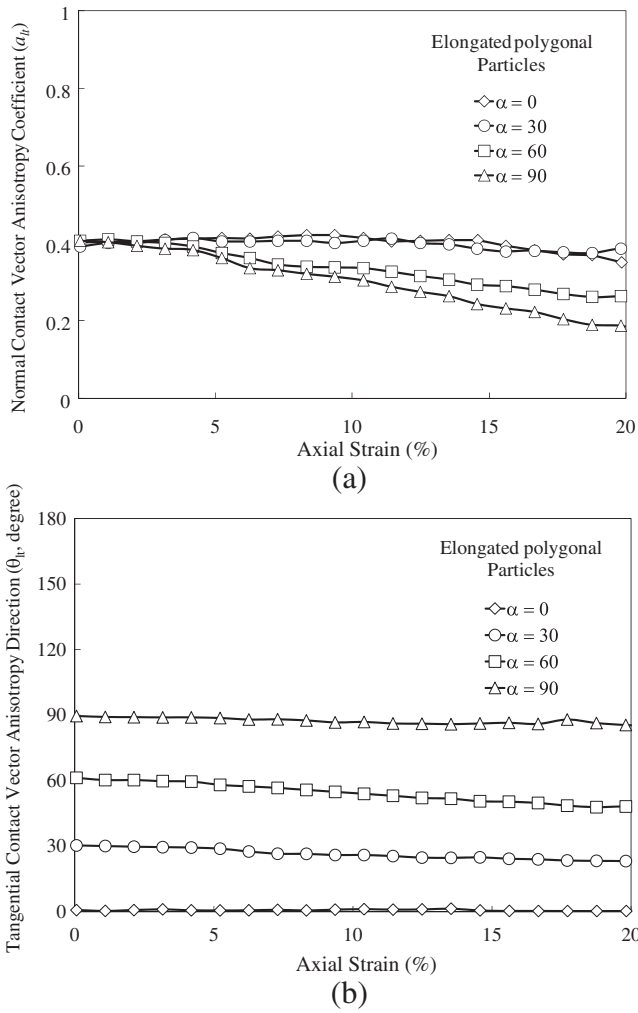 Normal Contact Vector Anisotropy Coefficient (a_lt)
1
0.8
0.6
0.4
0.2
0
0
5
10
15
20
Axial Strain (%)
Elongated polygonal
Particles
α = 0
α = 30
α = 60
α = 90
(a)
Tangential Contact Vector Anisotropy Direction (θ_lt, degree)
180
150
120
90
60
30
0
0
5
10
15
20
Axial Strain (%)
Elongated polygonal
Particles
α = 0
α = 30
α = 60
α = 90
(b)